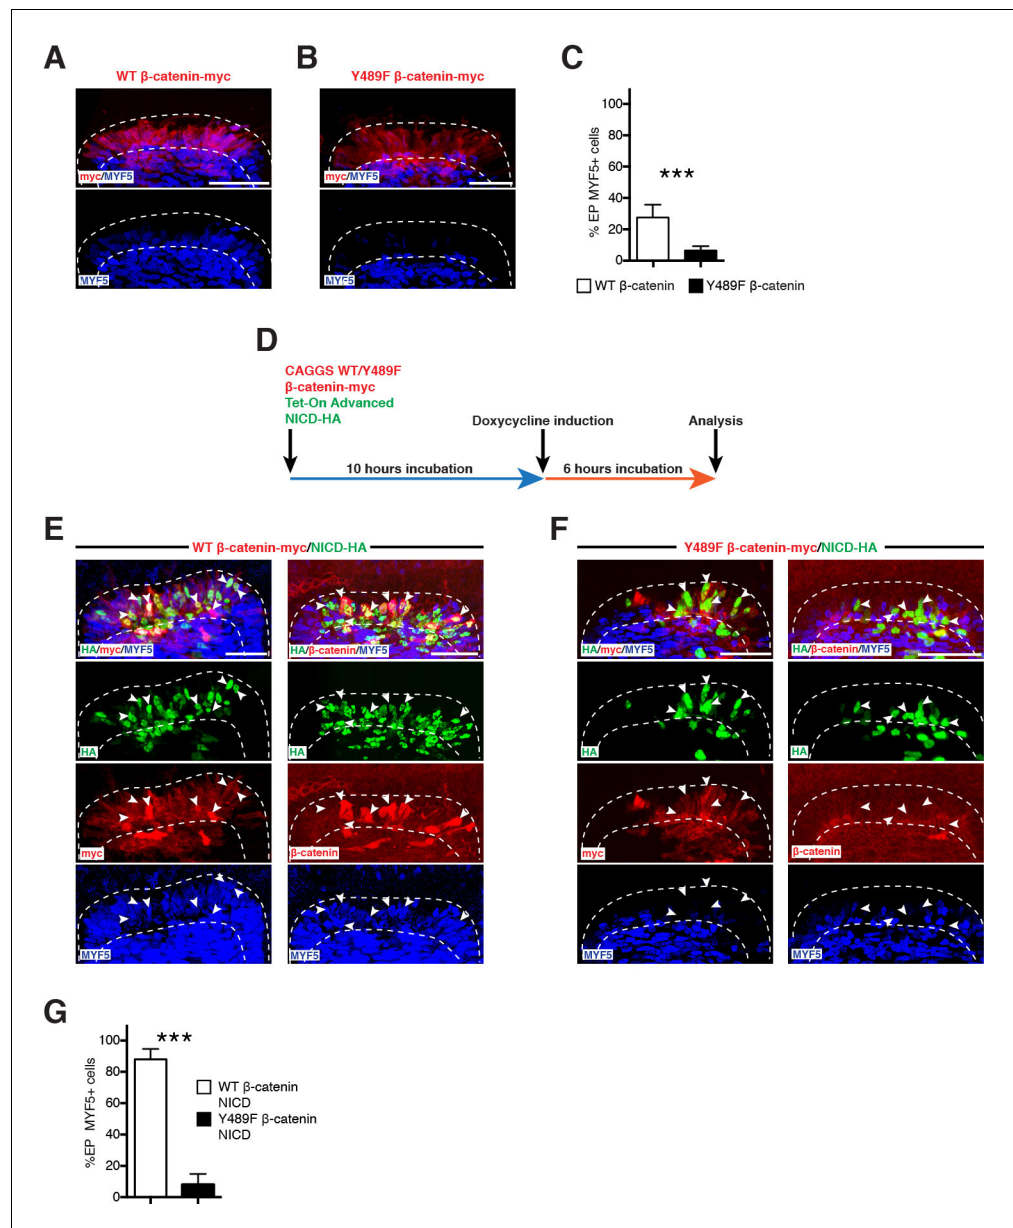 A
B
C
WT β-catenin-myc
Y489F β-catenin-myc
myc/MYF5
MYF5
myc/MYF5
MYF5
% EP MYF5+ cells
100
80
60
40
20
0
***
WT β-catenin
Y489F β-catenin
D
CAGGS WT/Y489F
β-catenin-myc
Tet-On Advanced
NICD-HA
Doxycycline induction
Analysis
10 hours incubation
6 hours incubation
E
WT β-catenin-myc/NICD-HA
HA/myc/MYF5
HA/β-catenin/MYF5
HA
HA
myc
β-catenin
MYF5
MYF5
F
Y489F β-catenin-myc/NICD-HA
HA/myc/MYF5
HA/β-catenin/MYF5
HA
HA
myc
β-catenin
MYF5
MYF5
G
%EP MYF5+ cells
100
80
60
40
20
0
***
WT β-catenin
NICD
Y489F β-catenin
NICD